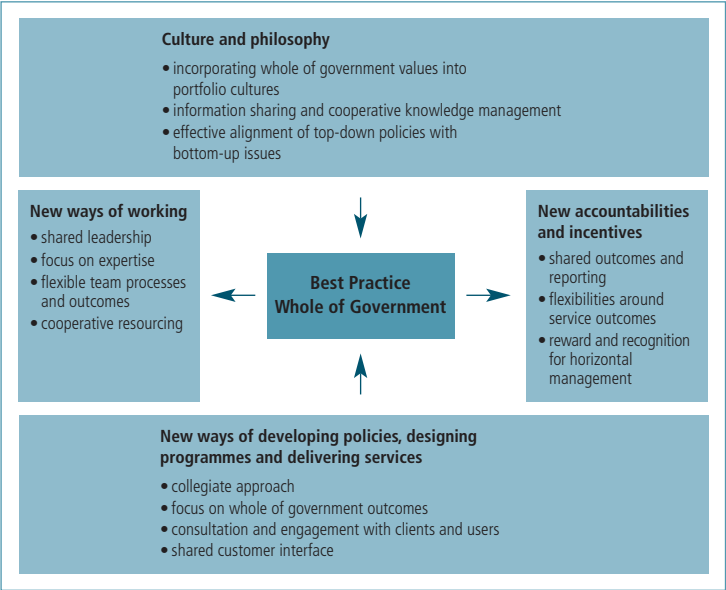 Culture and philosophy
• incorporating whole of government values into
portfolio cultures
• information sharing and cooperative knowledge management
• effective alignment of top-down policies with
bottom-up issues
New ways of working
• shared leadership
• focus on expertise
• flexible team processes
and outcomes
• cooperative resourcing
Best Practice
Whole of Government
New accountabilities
and incentives
• shared outcomes and
reporting
• flexibilities around
service outcomes
• reward and recognition
for horizontal
management
New ways of developing policies, designing
programmes and delivering services
• collegiate approach
• focus on whole of government outcomes
• consultation and engagement with clients and users
• shared customer interface